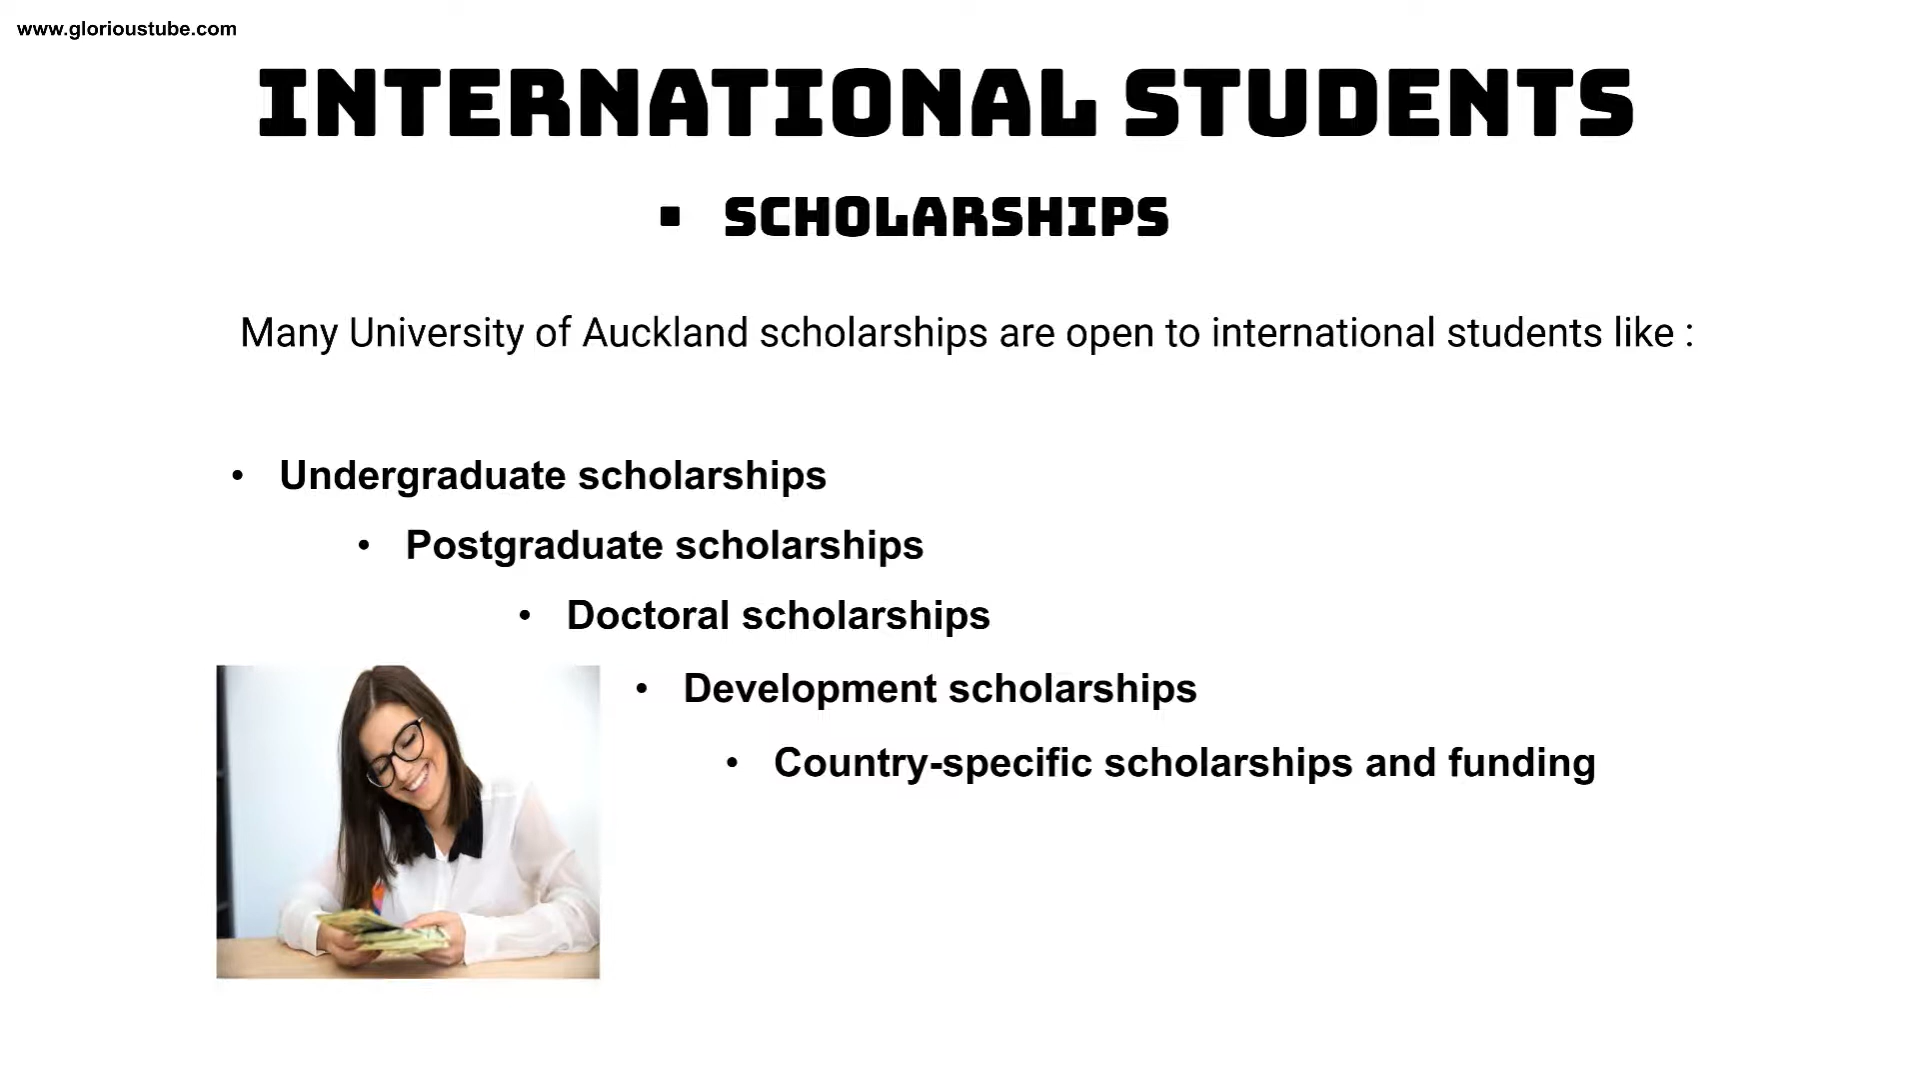 www.glorioustube.com
INTERNATIONAL STUDENTS
▪ SCHOLARSHIPS
Many University of Auckland scholarships are open to international students like :
• Undergraduate scholarships
• Postgraduate scholarships
• Doctoral scholarships
• Development scholarships
• Country-specific scholarships and funding